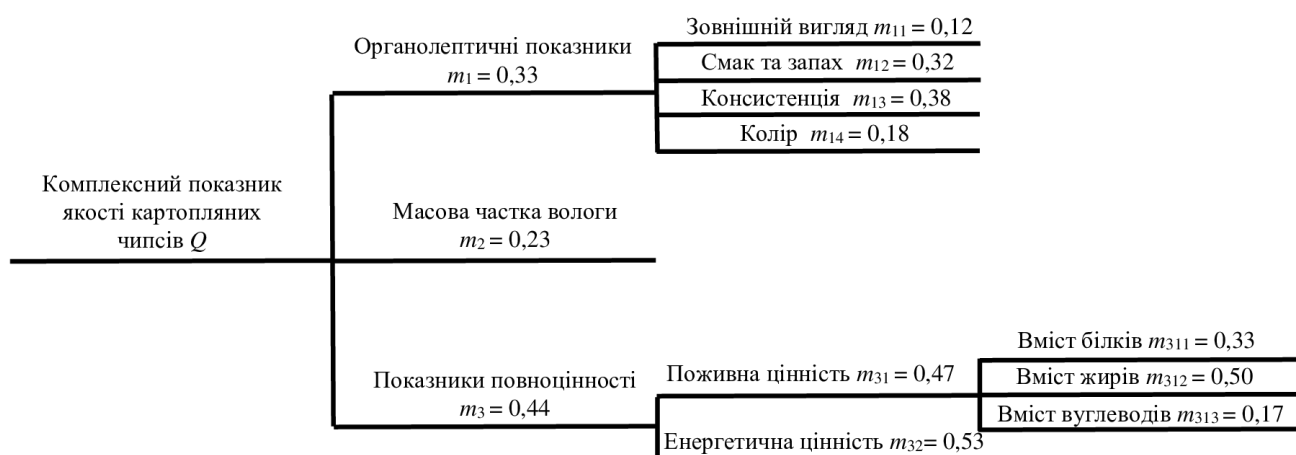 Комплексний показник
якості картопляних
чипсів Q
Органолептичні показники
m1 = 0,33
Зовнішній вигляд m11 = 0,12
Смак та запах m12 = 0,32
Консистенція m13 = 0,38
Колір m14 = 0,18
Масова частка вологи
m2 = 0,23
Показники повноцінності
m3 = 0,44
Поживна цінність m31 = 0,47
Вміст білків m311 = 0,33
Вміст жирів m312 = 0,50
Вміст вуглеводів m313 = 0,17
Енергетична цінність m32= 0,53